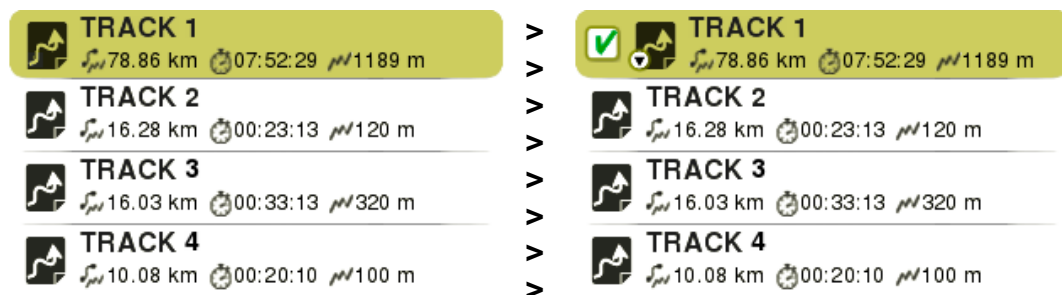 TRACK 1
78.86 km 07:52:29 1189 m
TRACK 2
16.28 km 00:23:13 120 m
TRACK 3
16.03 km 00:33:13 320 m
TRACK 4
10.08 km 00:20:10 100 m
>
>
>
>
>
>
>
>
TRACK 1
78.86 km 07:52:29 1189 m
TRACK 2
16.28 km 00:23:13 120 m
TRACK 3
16.03 km 00:33:13 320 m
TRACK 4
10.08 km 00:20:10 100 m